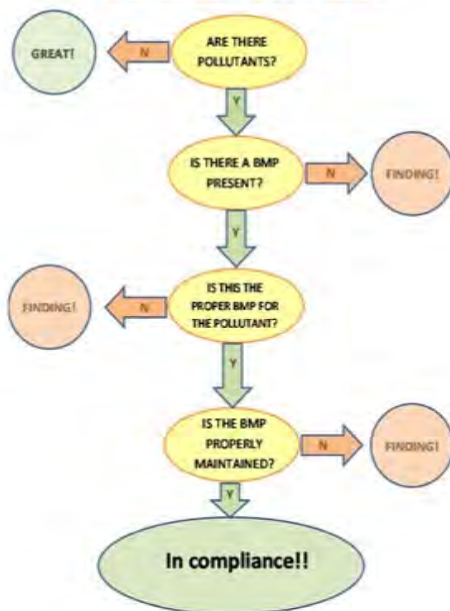 ARE THERE
POLLUTANTS?
N
GREAT!
Y
IS THERE A BMP
PRESENT?
N
FINDING!
Y
IS THIS THE
PROPER BMP FOR
THE POLLUTANT?
N
FINDING!
Y
IS THE BMP
PROPERLY
MAINTAINED?
N
FINDING!
Y
In compliance!!